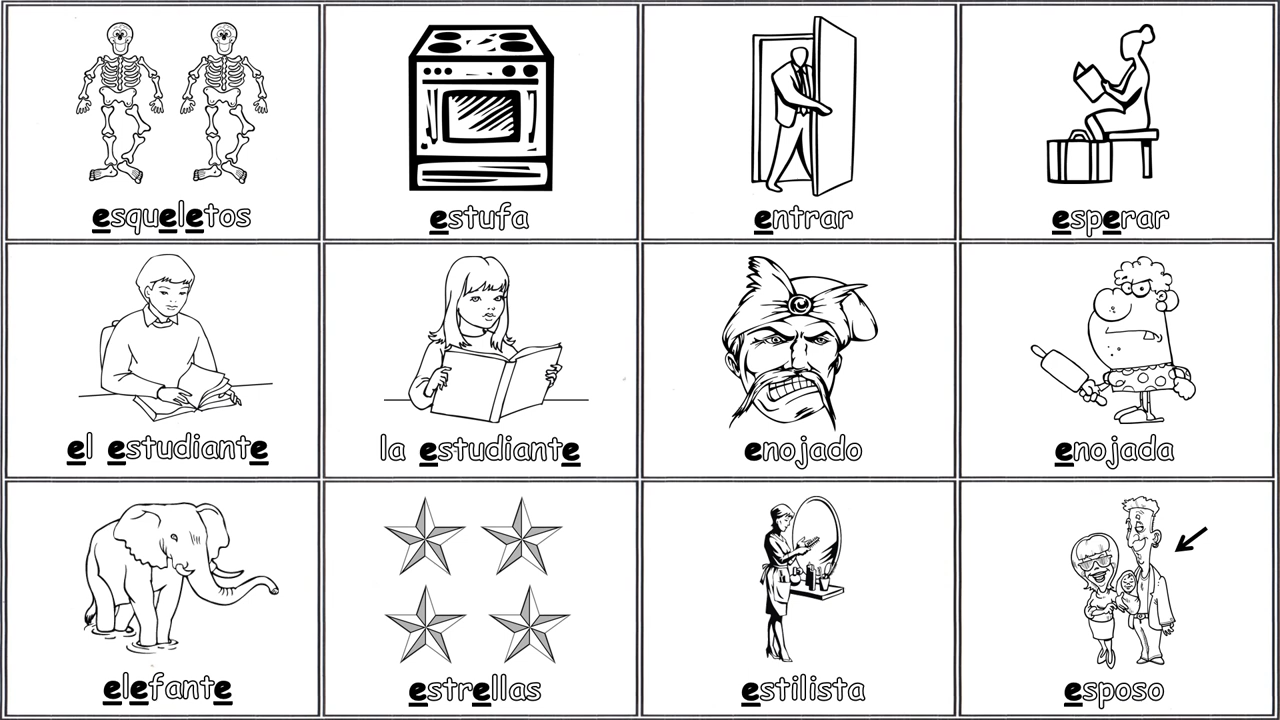 esqueletos
estufa
entrar
esperar
el estudiante
la estudiante
enojado
enojada
elefante
estrellas
estilista
esposo